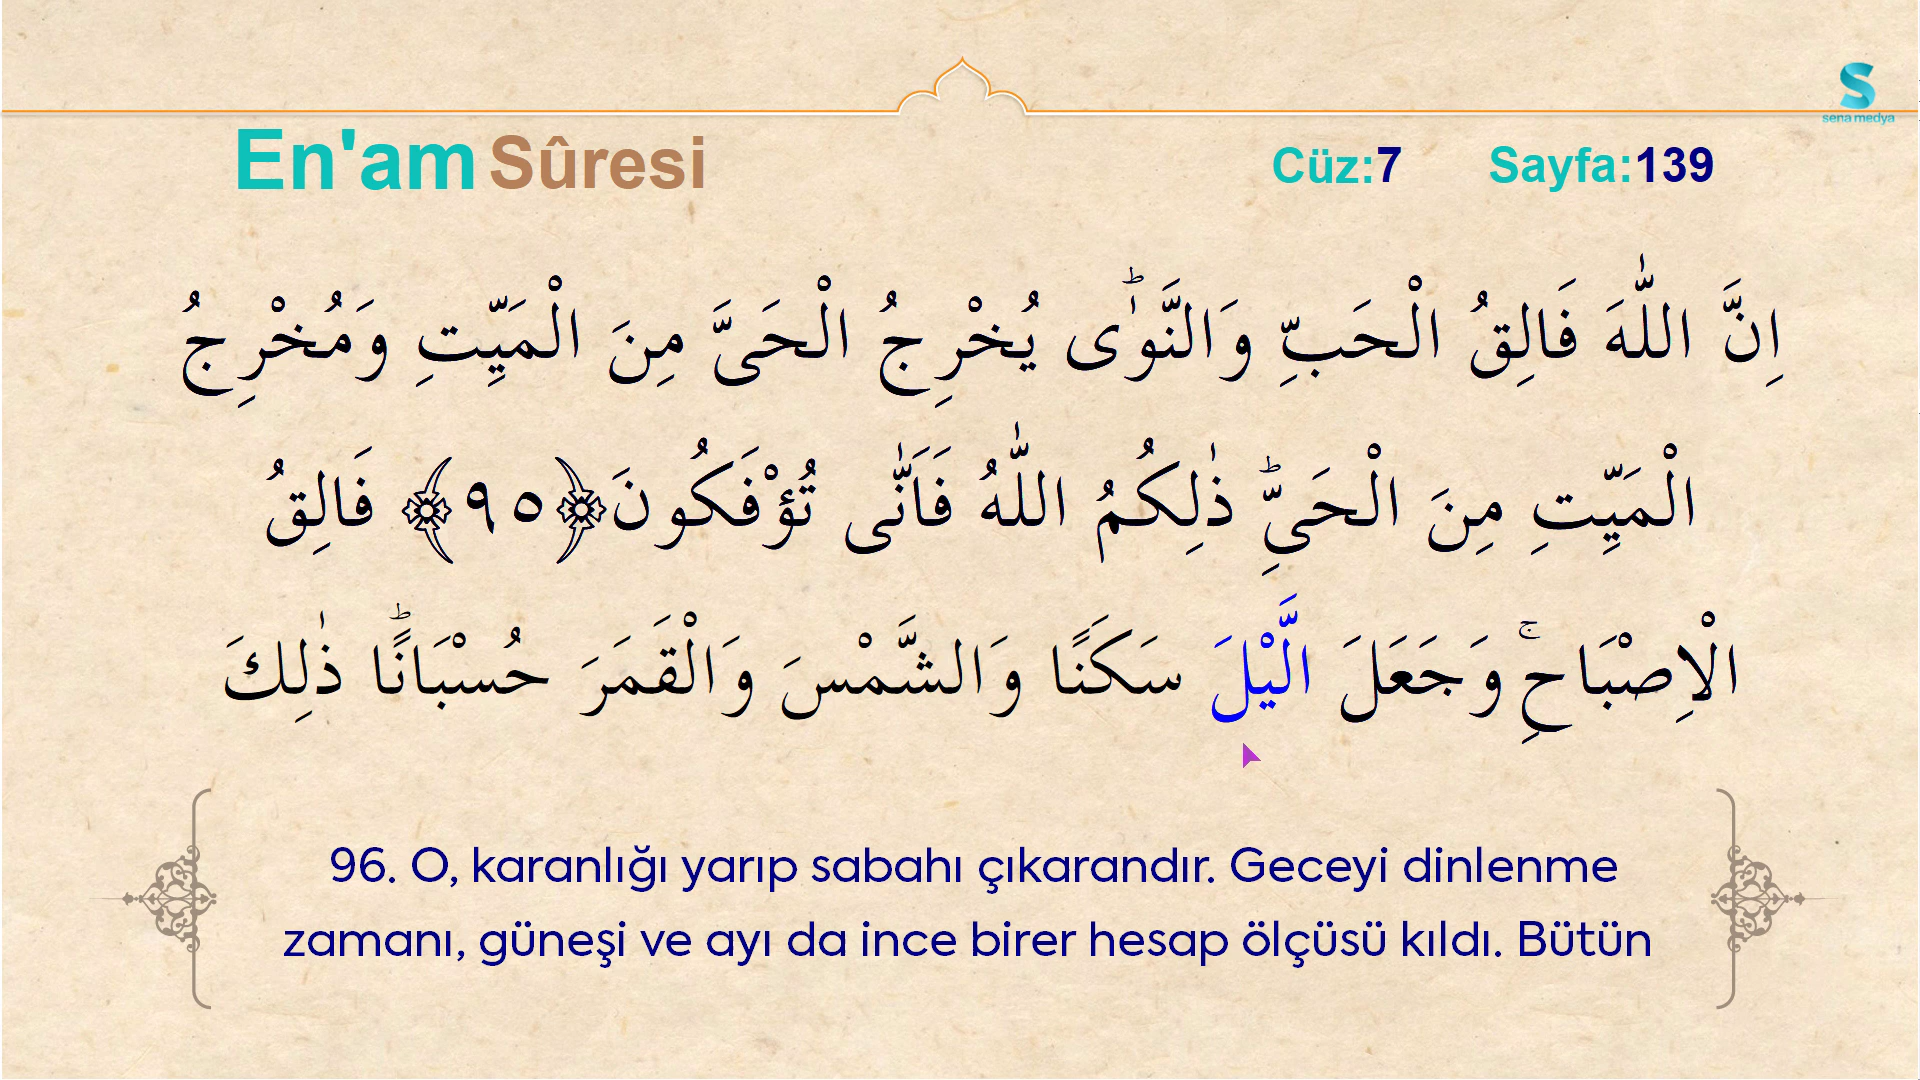 sena medya
En'am Sûresi Cüz:7 Sayfa:139
اِنَّ اللّٰهَ فَالِقُ الْحَبِّ وَالنَّوٰىۜ يُخْرِجُ الْحَيَّ مِنَ الْمَيِّتِ وَمُخْرِجُ
الْمَيِّتِ مِنَ الْحَيِّۜ ذٰلِكُمُ اللّٰهُ فَاَنّٰى تُؤْفَكُونَ﴿٩٥﴾ فَالِقُ
الْاِصْبَاحِۚ وَجَعَلَ الَّيْلَ سَكَنًا وَالشَّمْسَ وَالْقَمَرَ حُسْبَانًاۜ ذٰلِكَ
96. O, karanlığı yarıp sabahı çıkarandır. Geceyi dinlenme
zamanı, güneşi ve ayı da ince birer hesap ölçüsü kıldı. Bütün